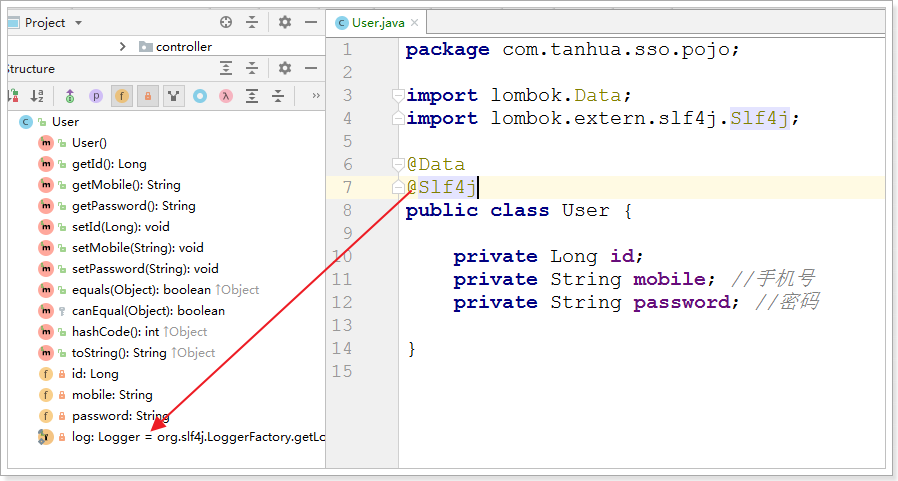 Project
controller
Structure
User
User()
getId(): Long
getMobile(): String
getPassword(): String
setId(Long): void
setMobile(String): void
setPassword(String): void
equals(Object): boolean ↑Object
canEqual(Object): boolean
hashCode(): int ↑Object
toString(): String ↑Object
id: Long
mobile: String
password: String
log: Logger = org.slf4j.LoggerFactory.getLo
User.java
1 package com.tanhua.sso.pojo;
2
3 import lombok.Data;
4 import lombok.extern.slf4j.Slf4j;
5
6 @Data
7 @Slf4j
8 public class User {
9
10 private Long id;
11 private String mobile; //手机号
12 private String password; //密码
13
14 }
15